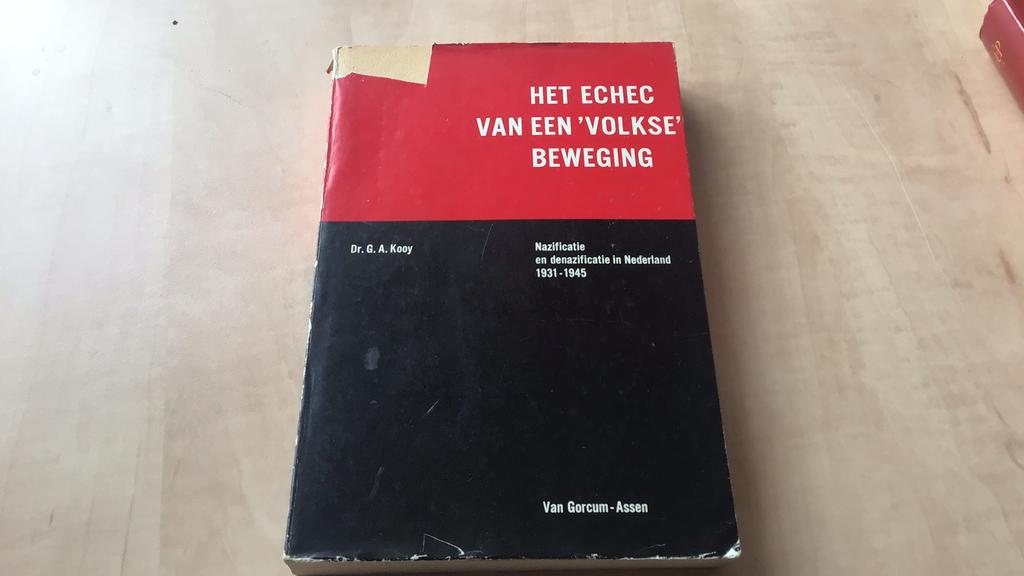 HET ECHEC
VAN EEN 'VOLKSE'
BEWEGING
Dr. G. A. Kooy
Nazificatie
en denazificatie in Nederland
1931-1945
Van Gorcum-Assen